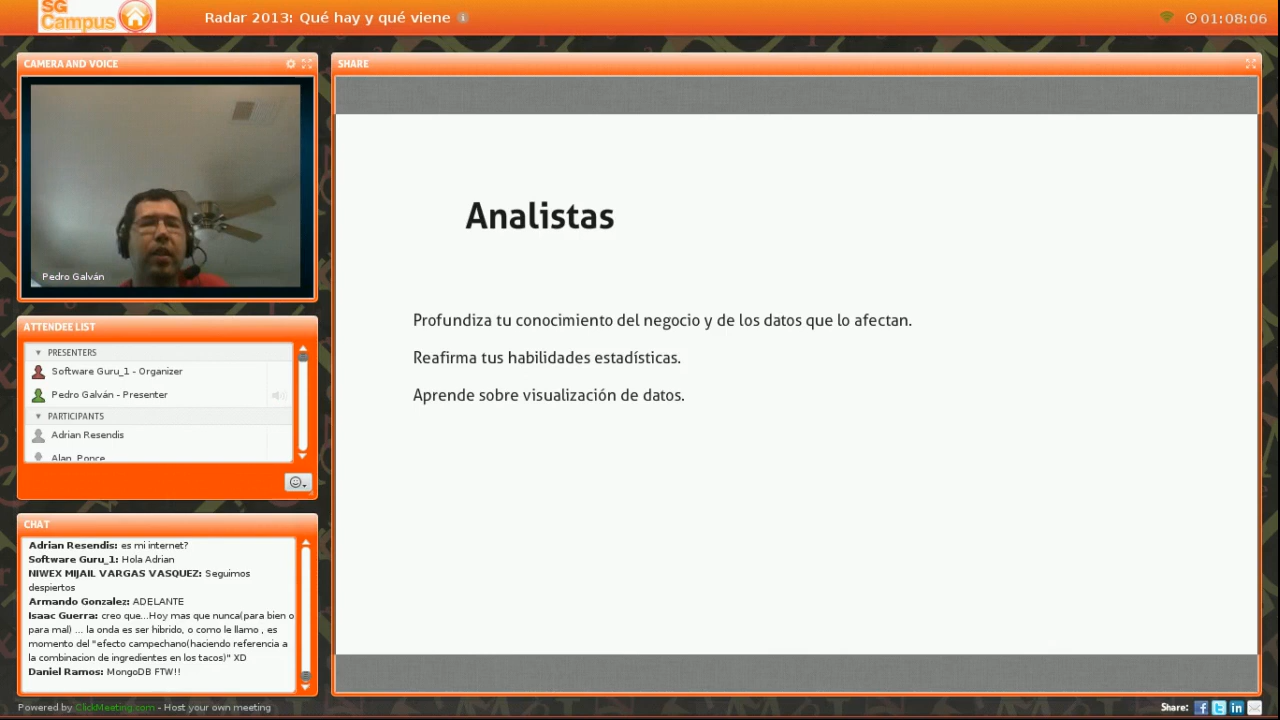 SG
Campus
Radar 2013: Qué hay y qué viene
01:08:06
CAMERA AND VOICE
Pedro Galván
SHARE
Analistas
Profundiza tu conocimiento del negocio y de los datos que lo afectan.
Reafirma tus habilidades estadísticas.
Aprende sobre visualización de datos.
ATTENDEE LIST
PRESENTERS
Software Guru_1 - Organizer
Pedro Galván - Presenter
PARTICIPANTS
Adrian Resendis
Alan Ponce
CHAT
Adrian Resendis: es mi internet?
Software Guru_1: Hola Adrian
NIWEX MIJAIL VARGAS VASQUEZ: Seguimos
despiertos
Armando Gonzalez: ADELANTE
Isaac Guerra: creo que...Hoy mas que nunca(para bien o
para mal) ... la onda es ser hibrido, o como le llamo , es
momento del "efecto campechano(haciendo referencia a
la combinacion de ingredientes en los tacos)" XD
Daniel Ramos: MongoDB FTW!!
Powered by ClickMeeting.com - Host your own meeting
Share: